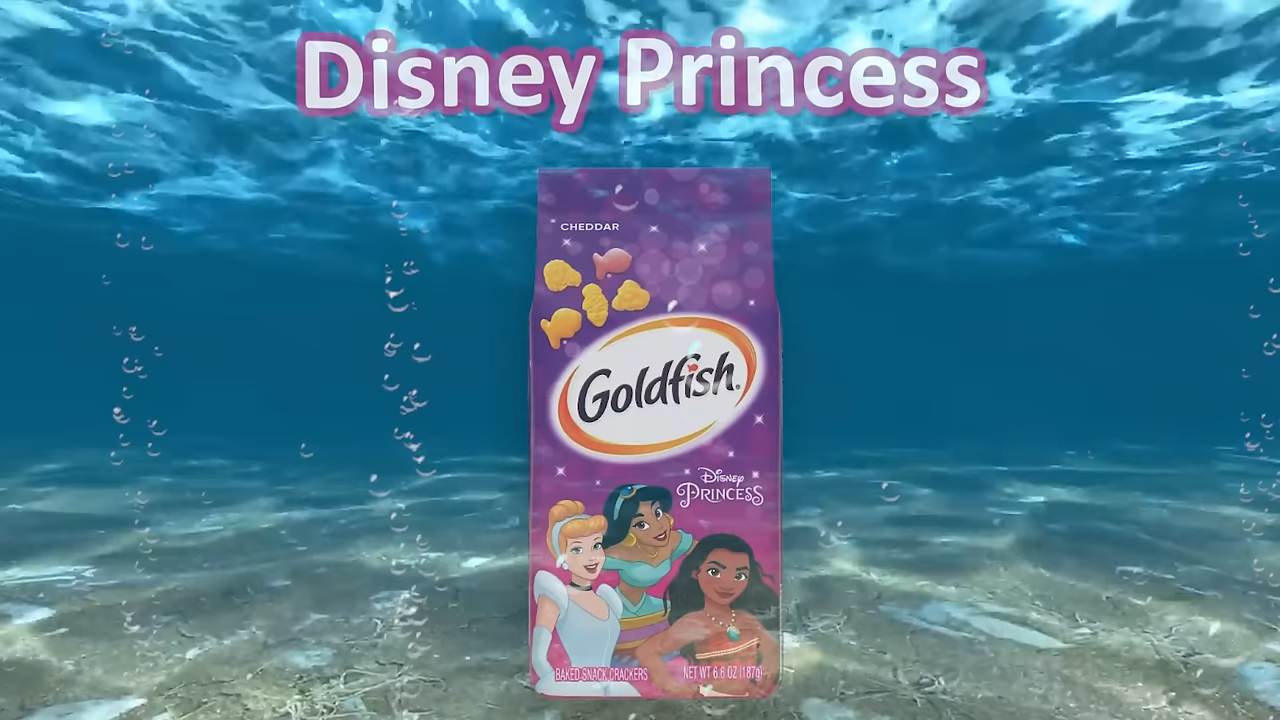 Disney Princess
CHEDDAR
Goldfish®
Disney
PRINCESS
BAKED SNACK CRACKERS
NET WT 6.6 OZ (187g)